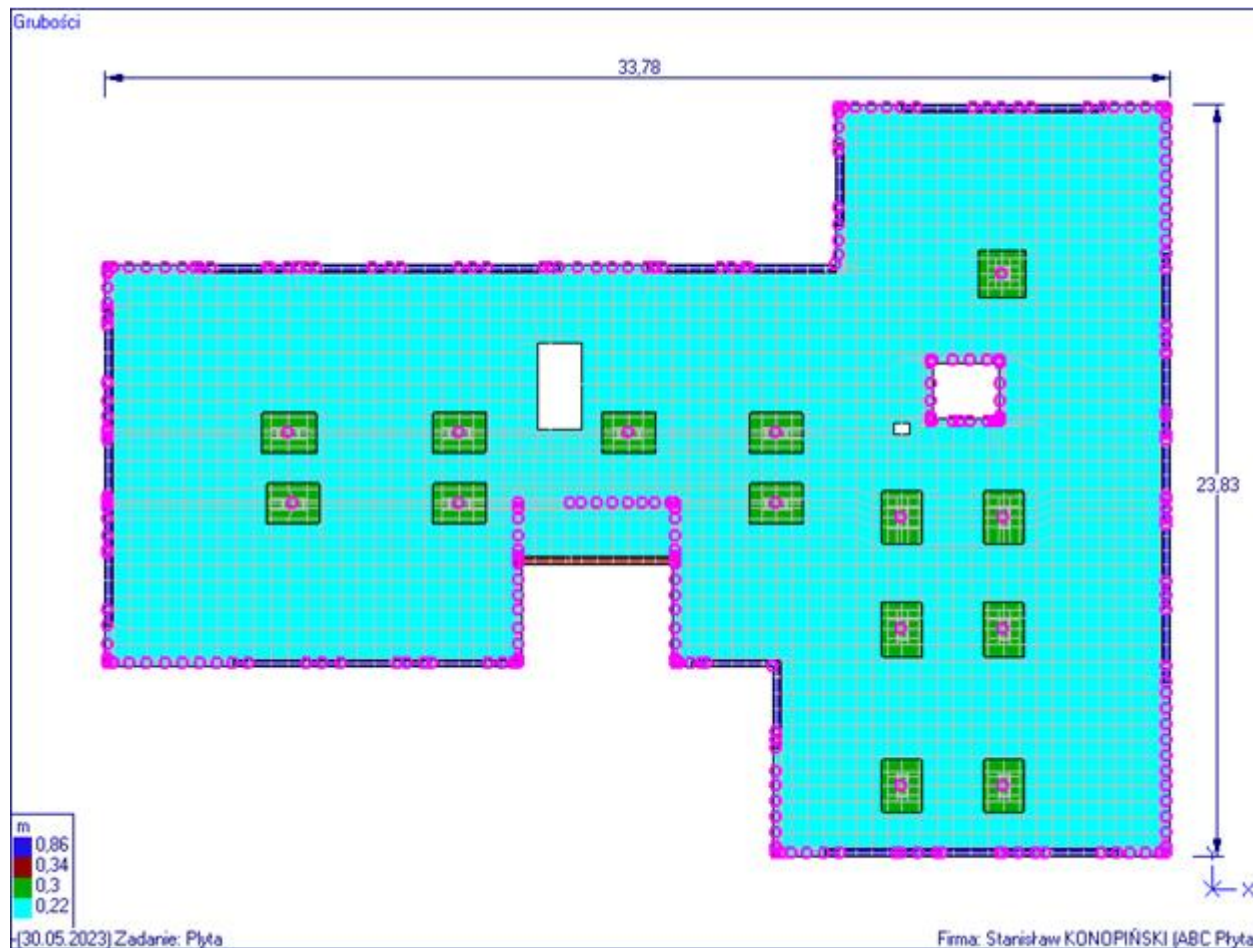 Grubości
33,78
23,83
m
0,86
0,34
0,3
0,22
(30.05.2023) Zadanie: Płyta
X
Firma: Stanisław KONOPIŃSKI (ABC Płyta